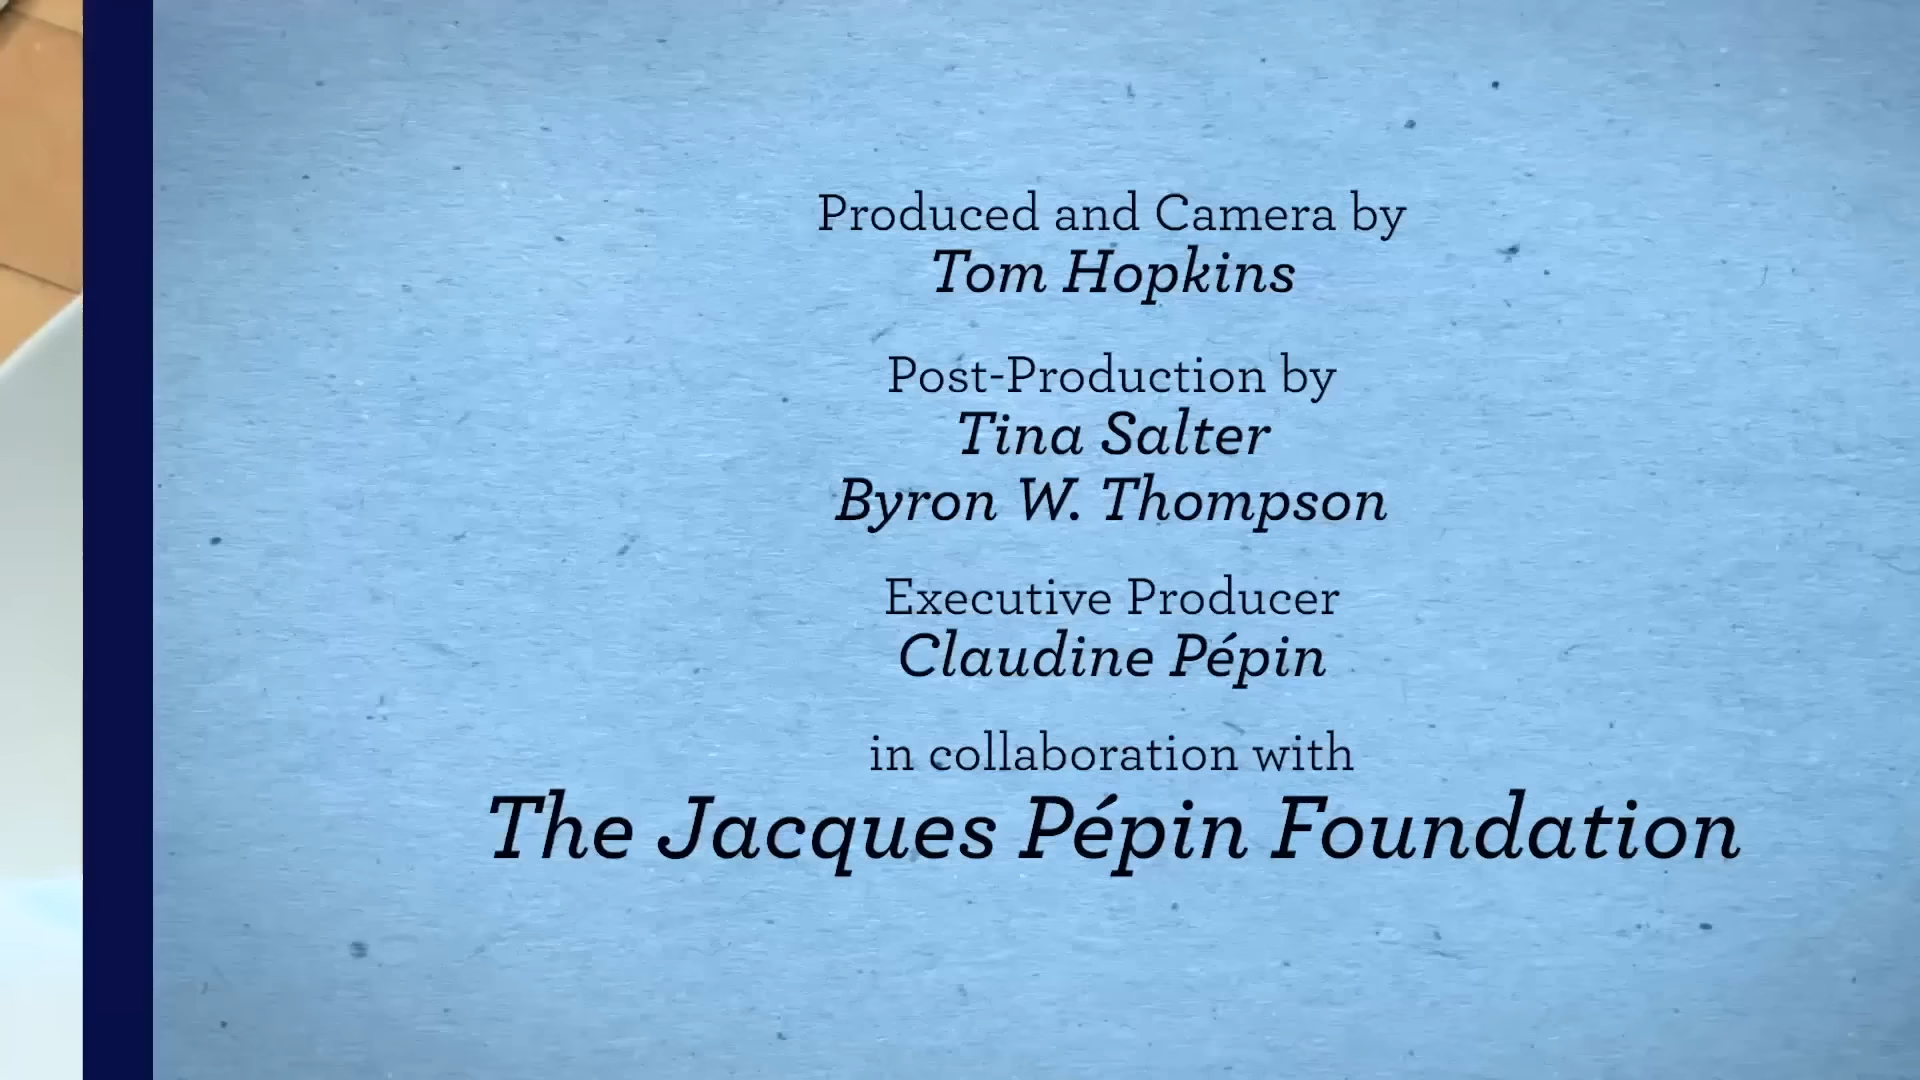 Produced and Camera by
Tom Hopkins
Post-Production by
Tina Salter
Byron W. Thompson
Executive Producer
Claudine Pépin
in collaboration with
The Jacques Pépin Foundation